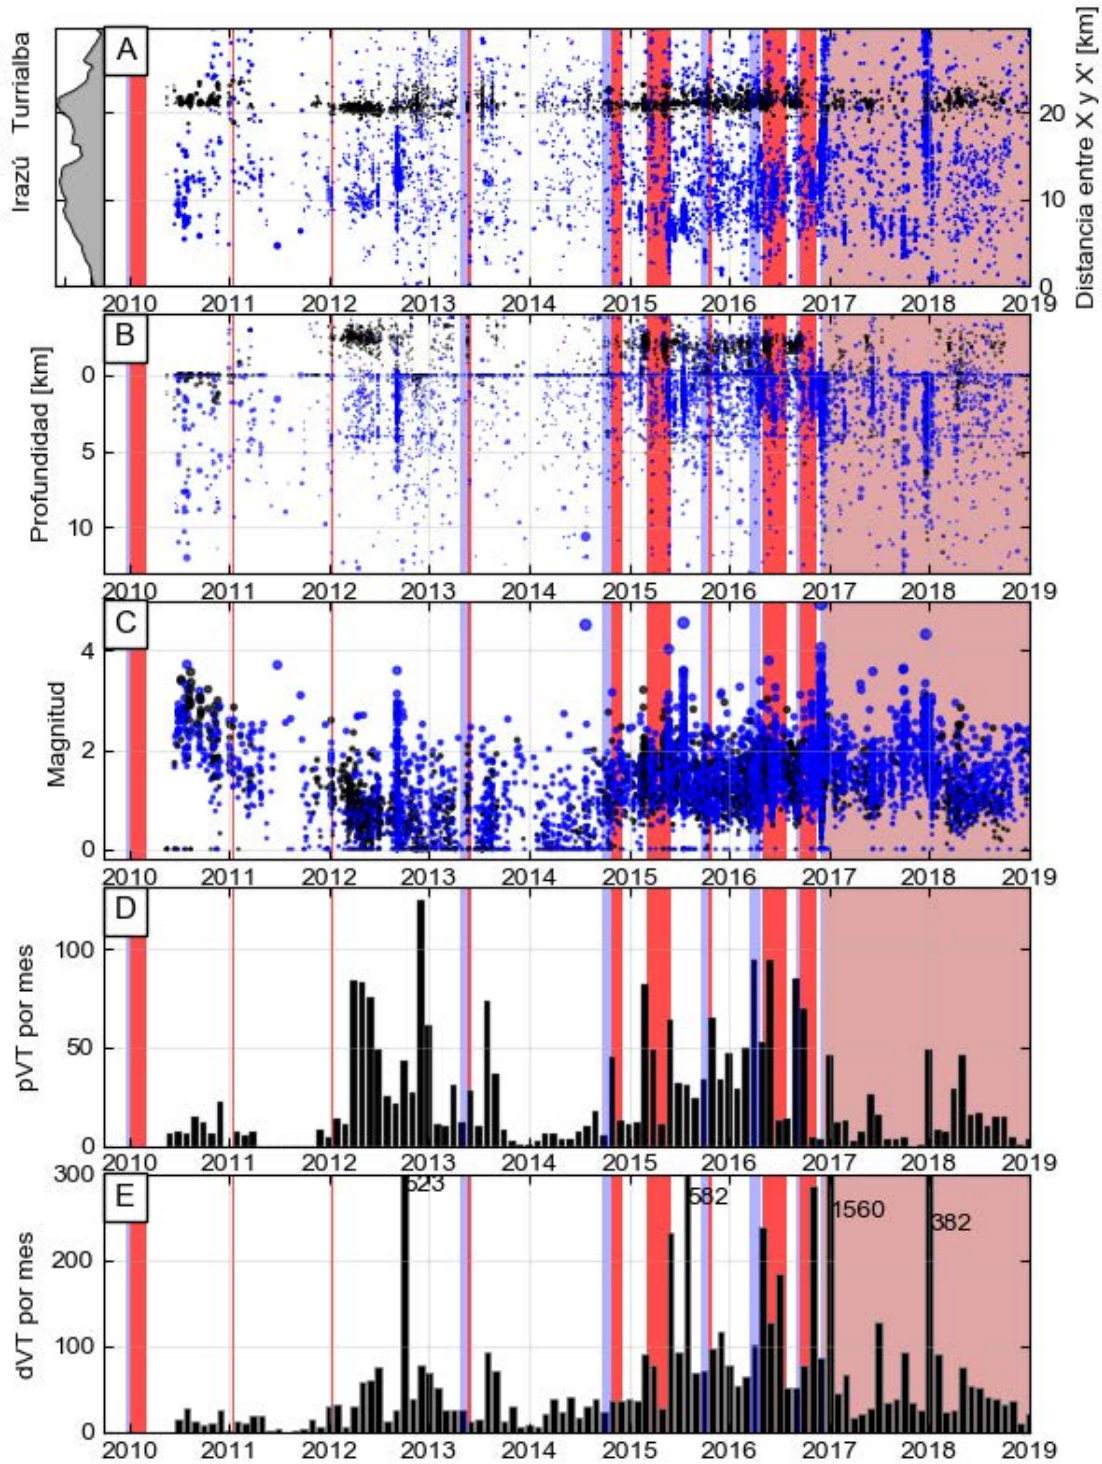 A
Irazú Turrialba
20
10
0
Distancia entre X y X' [km]
2010 2011 2012 2013 2014 2015 2016 2017 2018 2019
B
Profundidad [km]
0
5
10
2010 2011 2012 2013 2014 2015 2016 2017 2018 2019
C
Magnitud
4
2
0
2010 2011 2012 2013 2014 2015 2016 2017 2018 2019
D
pVT por mes
100
50
0
2010 2011 2012 2013 2014 2015 2016 2017 2018 2019
E
dVT por mes
300
200
100
0
523
582
1560
382
2010 2011 2012 2013 2014 2015 2016 2017 2018 2019